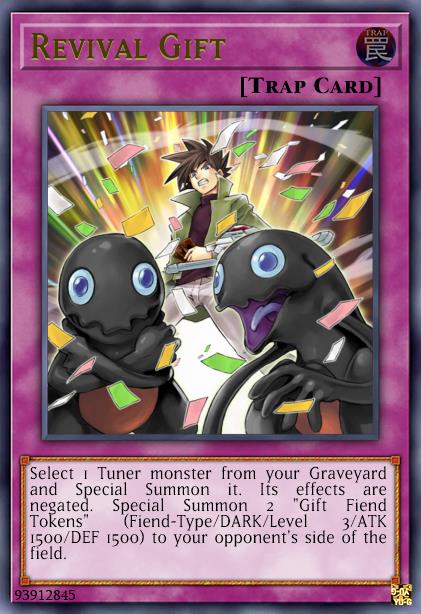 Revival Gift
TRAP
罠
[Trap Card]
Select 1 Tuner monster from your Graveyard
and Special Summon it. Its effects are
negated. Special Summon 2 "Gift Fiend
Tokens" (Fiend-Type/DARK/Level 3/ATK
1500/DEF 1500) to your opponent's side of the
field.
93912845